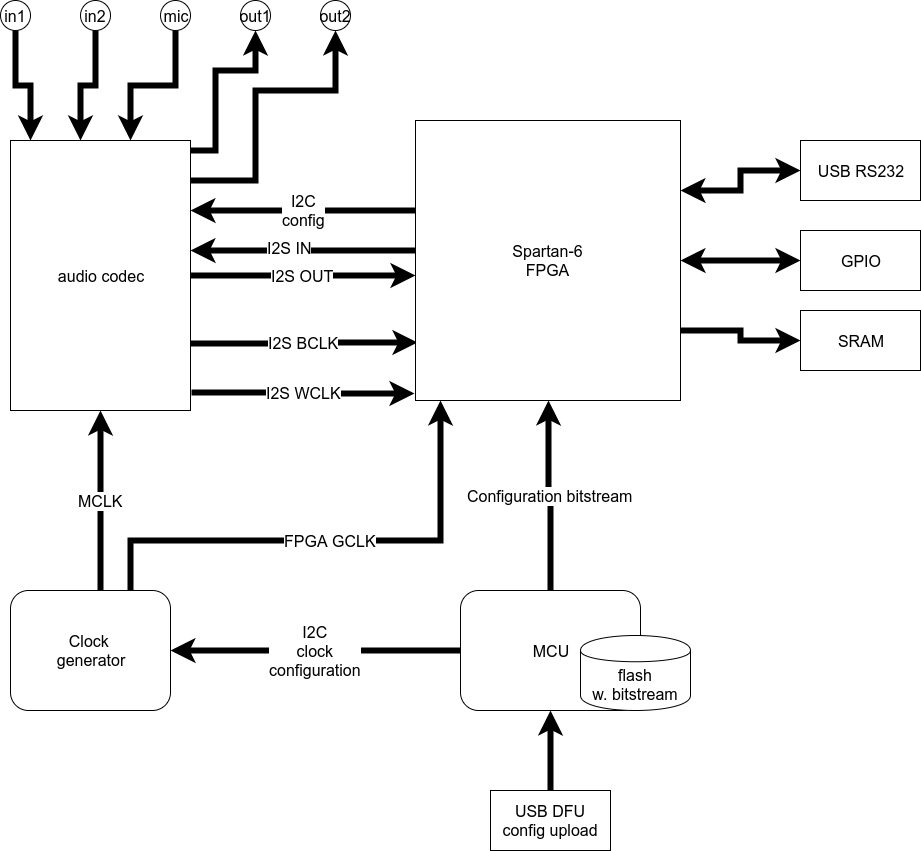 in1
in2
mic
out1
out2
I2C
config
I2S IN
I2S OUT
I2S BCLK
I2S WCLK
audio codec
Spartan-6
FPGA
USB RS232
GPIO
SRAM
MCLK
FPGA GCLK
Configuration bitstream
Clock
generator
I2C
clock
configuration
MCU
flash
w. bitstream
USB DFU
config upload